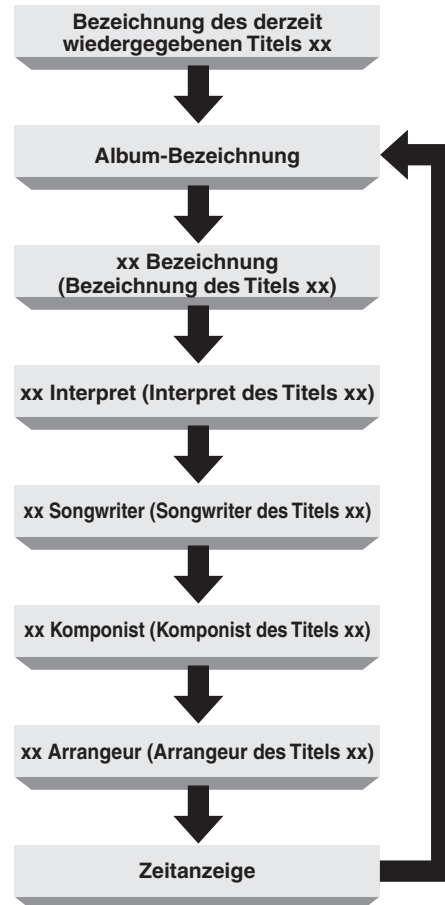 Bezeichnung des derzeit
wiedergegebenen Titels xx
Album-Bezeichnung
xx Bezeichnung
(Bezeichnung des Titels xx)
xx Interpret (Interpret des Titels xx)
xx Songwriter (Songwriter des Titels xx)
xx Komponist (Komponist des Titels xx)
xx Arrangeur (Arrangeur des Titels xx)
Zeitanzeige